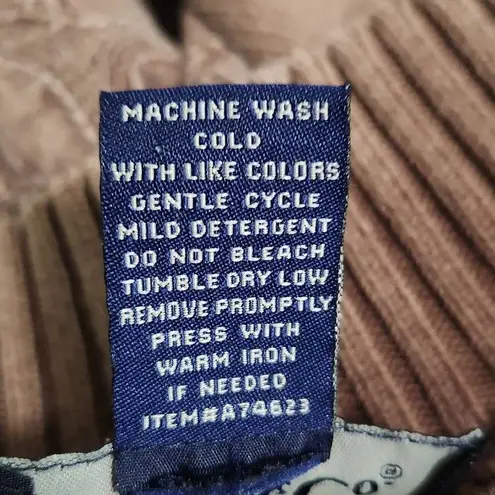 MACHINE WASH
COLD
WITH LIKE COLORS
GENTLE CYCLE
MILD DETERGENT
DO NOT BLEACH
TUMBLE DRY LOW
REMOVE PROMPTLY
PRESS WITH
WARM IRON
IF NEEDED
ITEM#A74623